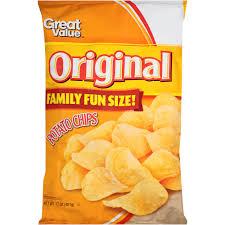 Great
Value
Original
FAMILY FUN SIZE!
POTATO CHIPS